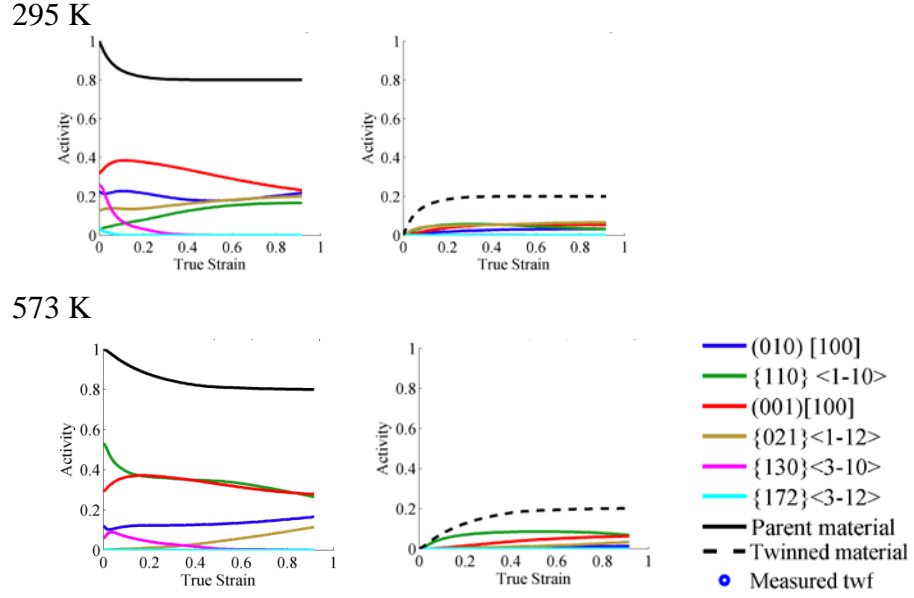 295 K
1
0.8
0.6
0.4
0.2
0
Activity
0 0.2 0.4 0.6 0.8 1
True Strain
1
0.8
0.6
0.4
0.2
0
Activity
0 0.2 0.4 0.6 0.8 1
True Strain
573 K
1
0.8
0.6
0.4
0.2
0
Activity
0 0.2 0.4 0.6 0.8 1
True Strain
1
0.8
0.6
0.4
0.2
0
Activity
0 0.2 0.4 0.6 0.8 1
True Strain
(010) [100]
{110} <1-10>
(001)[100]
{021}<1-12>
{130}<3-10>
{172}<3-12>
Parent material
Twinned material
Measured twf